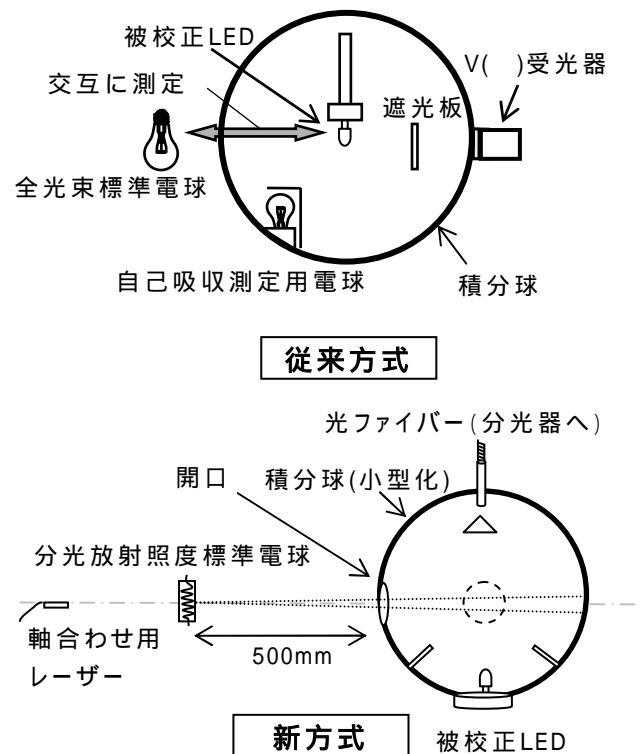 被校正LED
V( )受光器
交互に測定
遮光板
全光束標準電球
自己吸収測定用電球
積分球
従来方式
光ファイバー(分光器へ)
開口
積分球(小型化)
分光放射照度標準電球
軸合わせ用
レーザー
500mm
新方式
被校正LED